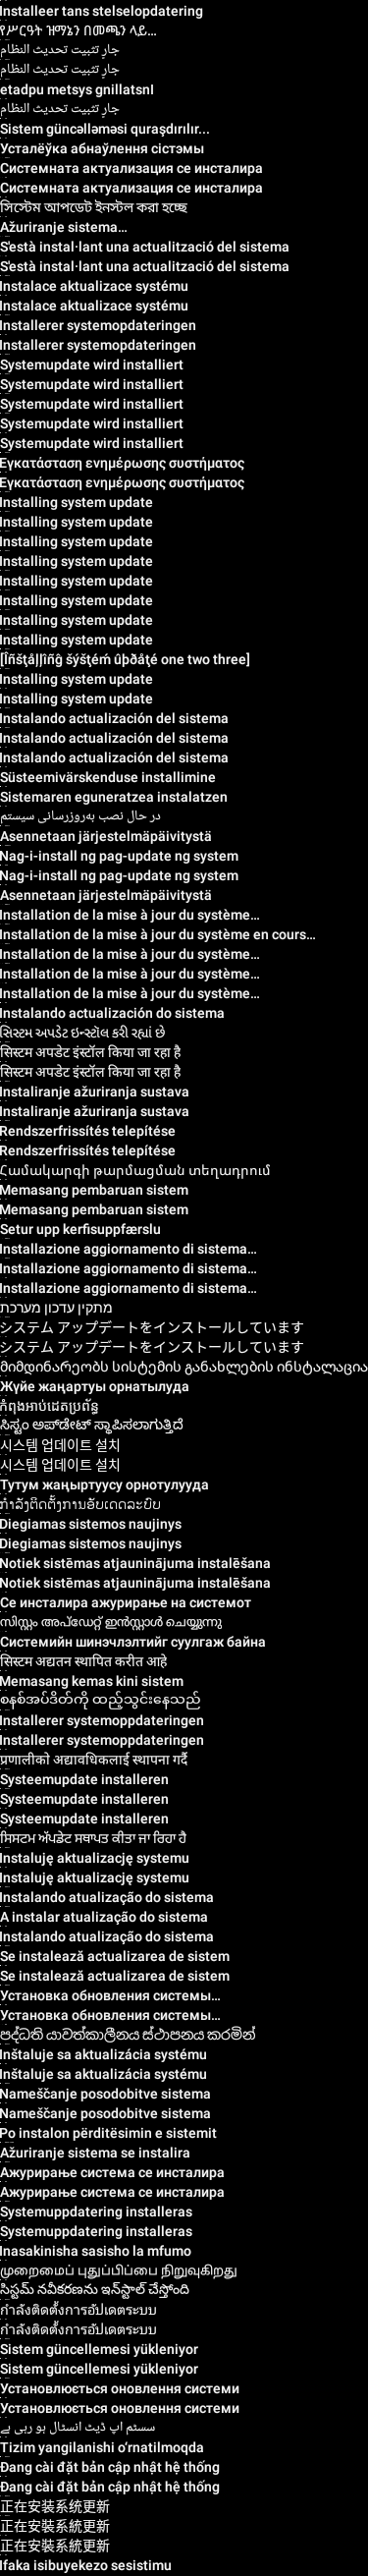 Installeer tans stelselopdatering
የሥርዓት ዝማኔን በመጫን ላይ…
جارٍ تثبيت تحديث النظام
جارٍ تثبيت تحديث النظام
etadpu metsys gnillatsnI
جارٍ تثبيت تحديث النظام
Sistem güncəlləməsi quraşdırılır...
Усталёўка абнаўлення сістэмы
Системната актуализация се инсталира
Системната актуализация се инсталира
সিস্টেম আপডেট ইনস্টল করা হচ্ছে
Ažuriranje sistema…
S'està instal·lant una actualització del sistema
S'està instal·lant una actualització del sistema
Instalace aktualizace systému
Instalace aktualizace systému
Installerer systemopdateringen
Installerer systemopdateringen
Systemupdate wird installiert
Systemupdate wird installiert
Systemupdate wird installiert
Systemupdate wird installiert
Systemupdate wird installiert
Εγκατάσταση ενημέρωσης συστήματος
Εγκατάσταση ενημέρωσης συστήματος
Installing system update
Installing system update
Installing system update
Installing system update
Installing system update
Installing system update
Installing system update
Installing system update
[Îñšţåļļîñĝ šýšţéḿ ûþðåţé one two three]
Installing system update
Installing system update
Instalando actualización del sistema
Instalando actualización del sistema
Instalando actualización del sistema
Süsteemivärskenduse installimine
Sistemaren eguneratzea instalatzen
در حال نصب به‌روزرسانی سیستم
Asennetaan järjestelmäpäivitystä
Nag-i-install ng pag-update ng system
Nag-i-install ng pag-update ng system
Asennetaan järjestelmäpäivitystä
Installation de la mise à jour du système…
Installation de la mise à jour du système en cours…
Installation de la mise à jour du système…
Installation de la mise à jour du système…
Installation de la mise à jour du système…
Instalando actualización do sistema
સિસ્ટમ અપડેટ ઇન્સ્ટૉલ કરી રહ્યાં છે
सिस्टम अपडेट इंस्टॉल किया जा रहा है
सिस्टम अपडेट इंस्टॉल किया जा रहा है
Instaliranje ažuriranja sustava
Instaliranje ažuriranja sustava
Rendszerfrissítés telepítése
Rendszerfrissítés telepítése
Համակարգի թարմացման տեղադրում
Memasang pembaruan sistem
Memasang pembaruan sistem
Setur upp kerfisuppfærslu
Installazione aggiornamento di sistema…
Installazione aggiornamento di sistema…
Installazione aggiornamento di sistema…
מתקין עדכון מערכת
システム アップデートをインストールしています
システム アップデートをインストールしています
მიმდინარეობს სისტემის განახლების ინსტალაცია
Жүйе жаңартуы орнатылуда
កំពុងអាប់ដេតប្រព័ន្ធ
ಸಿಸ್ಟಂ ಅಪ್‌ಡೇಟ್ ಸ್ಥಾಪಿಸಲಾಗುತ್ತಿದೆ
시스템 업데이트 설치
시스템 업데이트 설치
Тутум жаңыртуусу орнотулууда
ກຳລັງຕິດຕັ້ງການອັບເດດລະບົບ
Diegiamas sistemos naujinys
Diegiamas sistemos naujinys
Notiek sistēmas atjauninājuma instalēšana
Notiek sistēmas atjauninājuma instalēšana
Се инсталира ажурирање на системот
സിസ്റ്റം അപ്‌ഡേറ്റ് ഇൻസ്റ്റാൾ ചെയ്യുന്നു
Системийн шинэчлэлтийг суулгаж байна
सिस्टम अद्यतन स्थापित करीत आहे
Memasang kemas kini sistem
စနစ်အပ်ဒိတ်ကို ထည့်သွင်းနေသည်
Installerer systemoppdateringen
Installerer systemoppdateringen
प्रणालीको अद्यावधिकलाई स्थापना गर्दै
Systeemupdate installeren
Systeemupdate installeren
Systeemupdate installeren
ਸਿਸਟਮ ਅੱਪਡੇਟ ਸਥਾਪਤ ਕੀਤਾ ਜਾ ਰਿਹਾ ਹੈ
Instaluję aktualizację systemu
Instaluję aktualizację systemu
Instalando atualização do sistema
A instalar atualização do sistema
Instalando atualização do sistema
Se instalează actualizarea de sistem
Se instalează actualizarea de sistem
Установка обновления системы…
Установка обновления системы…
පද්ධති යාවත්කාලීනය ස්ථාපනය කරමින්
Inštaluje sa aktualizácia systému
Inštaluje sa aktualizácia systému
Nameščanje posodobitve sistema
Nameščanje posodobitve sistema
Po instalon përditësimin e sistemit
Ažuriranje sistema se instalira
Ажурирање система се инсталира
Ажурирање система се инсталира
Systemuppdatering installeras
Systemuppdatering installeras
Inasakinisha sasisho la mfumo
முறைமைப் புதுப்பிப்பை நிறுவுகிறது
సిస్టమ్ నవీకరణను ఇన్‌స్టాల్ చేస్తోంది
กำลังติดตั้งการอัปเดตระบบ
กำลังติดตั้งการอัปเดตระบบ
Sistem güncellemesi yükleniyor
Sistem güncellemesi yükleniyor
Установлюється оновлення системи
Установлюється оновлення системи
سسٹم اپ ڈیٹ انسٹال ہو رہی ہے
Tizim yangilanishi o‘rnatilmoqda
Đang cài đặt bản cập nhật hệ thống
Đang cài đặt bản cập nhật hệ thống
正在安装系统更新
正在安裝系統更新
正在安裝系統更新
Ifaka isibuyekezo sesistimu